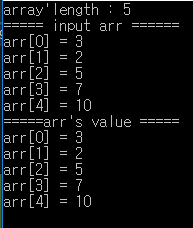 array'length : 5
===== input arr ======
arr[0] = 3
arr[1] = 2
arr[2] = 5
arr[3] = 7
arr[4] = 10
=====arr's value =====
arr[0] = 3
arr[1] = 2
arr[2] = 5
arr[3] = 7
arr[4] = 10